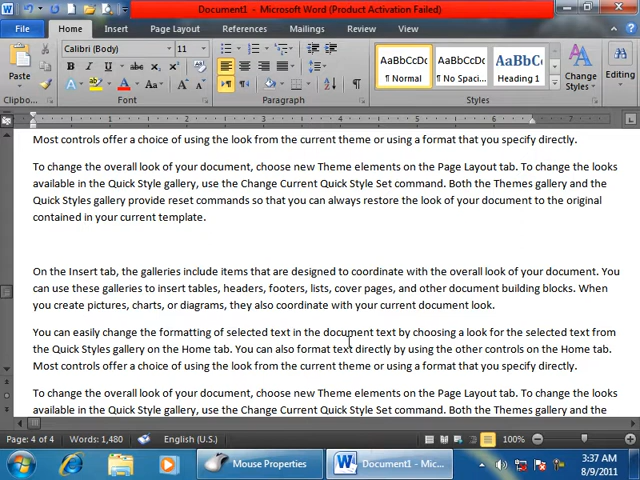 Document1 - Microsoft Word (Product Activation Failed)
File Home Insert Page Layout References Mailings Review View
Paste
Calibri (Body) 11
B I U abc
AaBbCcDc AaBbCcDc AaBbC
¶ Normal ¶ No Spaci... Heading 1
Change Styles
Editing
Clipbo... Font Paragraph Styles
1 2 3 4 5 6 7
Most controls offer a choice of using the look from the current theme or using a format that you specify directly.
To change the overall look of your document, choose new Theme elements on the Page Layout tab. To change the looks
available in the Quick Style gallery, use the Change Current Quick Style Set command. Both the Themes gallery and the
Quick Styles gallery provide reset commands so that you can always restore the look of your document to the original
contained in your current template.
On the Insert tab, the galleries include items that are designed to coordinate with the overall look of your document. You
can use these galleries to insert tables, headers, footers, lists, cover pages, and other document building blocks. When
you create pictures, charts, or diagrams, they also coordinate with your current document look.
You can easily change the formatting of selected text in the document text by choosing a look for the selected text from
the Quick Styles gallery on the Home tab. You can also format text directly by using the other controls on the Home tab.
Most controls offer a choice of using the look from the current theme or using a format that you specify directly.
To change the overall look of your document, choose new Theme elements on the Page Layout tab. To change the looks
available in the Quick Style gallery, use the Change Current Quick Style Set command. Both the Themes gallery and the
Page: 4 of 4 Words: 1,480 English (U.S.) 100%
Mouse Properties Document1 - Mic...
3:37 AM
8/9/2011